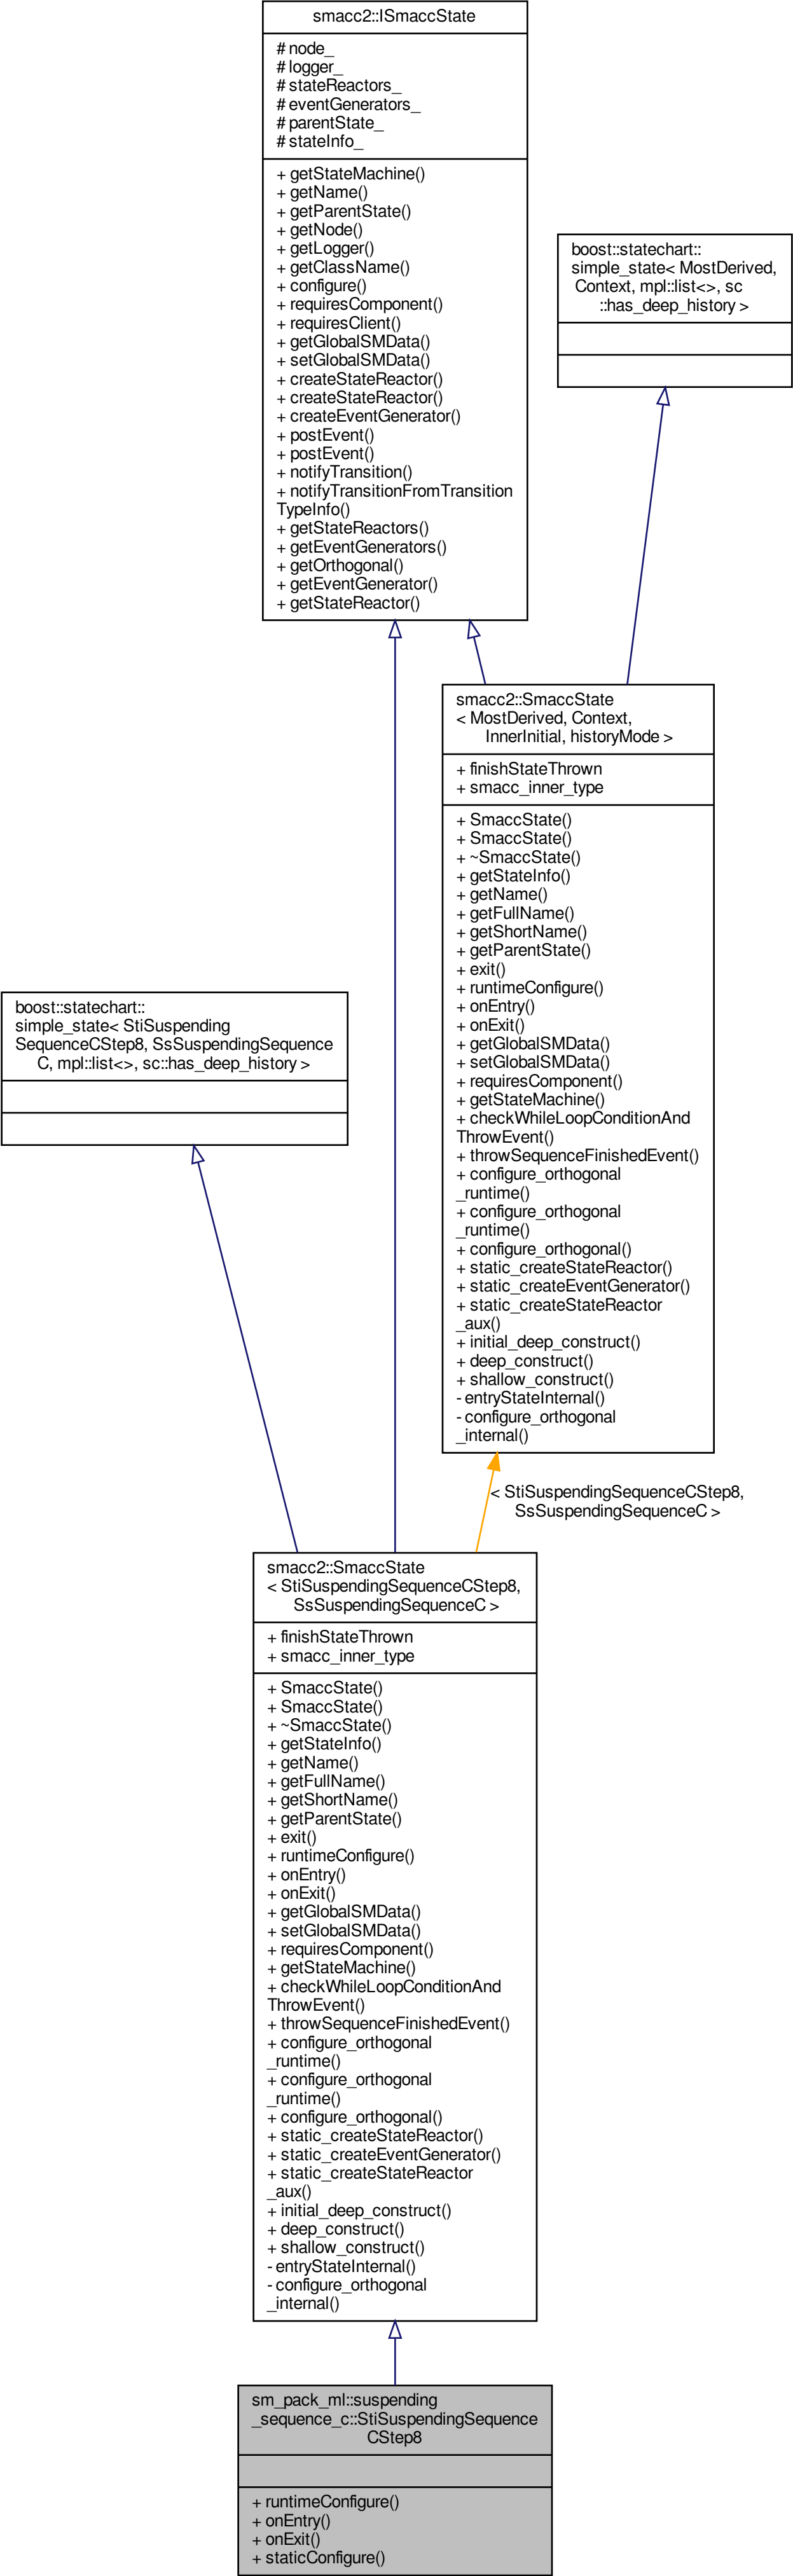 smacc2::ISmaccState
# node_
# logger_
# stateReactors_
# eventGenerators_
# parentState_
# stateInfo_
+ getStateMachine()
+ getName()
+ getParentState()
+ getNode()
+ getLogger()
+ getClassName()
+ configure()
+ requiresComponent()
+ requiresClient()
+ getGlobalSMData()
+ setGlobalSMData()
+ createStateReactor()
+ createStateReactor()
+ createEventGenerator()
+ postEvent()
+ postEvent()
+ notifyTransition()
+ notifyTransitionFromTransition
TypeInfo()
+ getStateReactors()
+ getEventGenerators()
+ getOrthogonal()
+ getEventGenerator()
+ getStateReactor()
boost::statechart::
simple_state< MostDerived,
Context, mpl::list<>, sc
::has_deep_history >
smacc2::SmaccState
< MostDerived, Context,
InnerInitial, historyMode >
+ finishStateThrown
+ smacc_inner_type
+ SmaccState()
+ SmaccState()
+ ~SmaccState()
+ getStateInfo()
+ getName()
+ getFullName()
+ getShortName()
+ getParentState()
+ exit()
+ runtimeConfigure()
+ onEntry()
+ onExit()
+ getGlobalSMData()
+ setGlobalSMData()
+ requiresComponent()
+ getStateMachine()
+ checkWhileLoopConditionAnd
ThrowEvent()
+ throwSequenceFinishedEvent()
+ configure_orthogonal
_runtime()
+ configure_orthogonal
_runtime()
+ configure_orthogonal()
+ static_createStateReactor()
+ static_createEventGenerator()
+ static_createStateReactor
_aux()
+ initial_deep_construct()
+ deep_construct()
+ shallow_construct()
- entryStateInternal()
- configure_orthogonal
_internal()
boost::statechart::
simple_state< StiSuspending
SequenceCStep8, SsSuspendingSequence
C, mpl::list<>, sc::has_deep_history >
< StiSuspendingSequenceCStep8,
SsSuspendingSequenceC >
smacc2::SmaccState
< StiSuspendingSequenceCStep8,
SsSuspendingSequenceC >
+ finishStateThrown
+ smacc_inner_type
+ SmaccState()
+ SmaccState()
+ ~SmaccState()
+ getStateInfo()
+ getName()
+ getFullName()
+ getShortName()
+ getParentState()
+ exit()
+ runtimeConfigure()
+ onEntry()
+ onExit()
+ getGlobalSMData()
+ setGlobalSMData()
+ requiresComponent()
+ getStateMachine()
+ checkWhileLoopConditionAnd
ThrowEvent()
+ throwSequenceFinishedEvent()
+ configure_orthogonal
_runtime()
+ configure_orthogonal
_runtime()
+ configure_orthogonal()
+ static_createStateReactor()
+ static_createEventGenerator()
+ static_createStateReactor
_aux()
+ initial_deep_construct()
+ deep_construct()
+ shallow_construct()
- entryStateInternal()
- configure_orthogonal
_internal()
sm_pack_ml::suspending
_sequence_c::StiSuspendingSequence
CStep8
+ runtimeConfigure()
+ onEntry()
+ onExit()
+ staticConfigure()